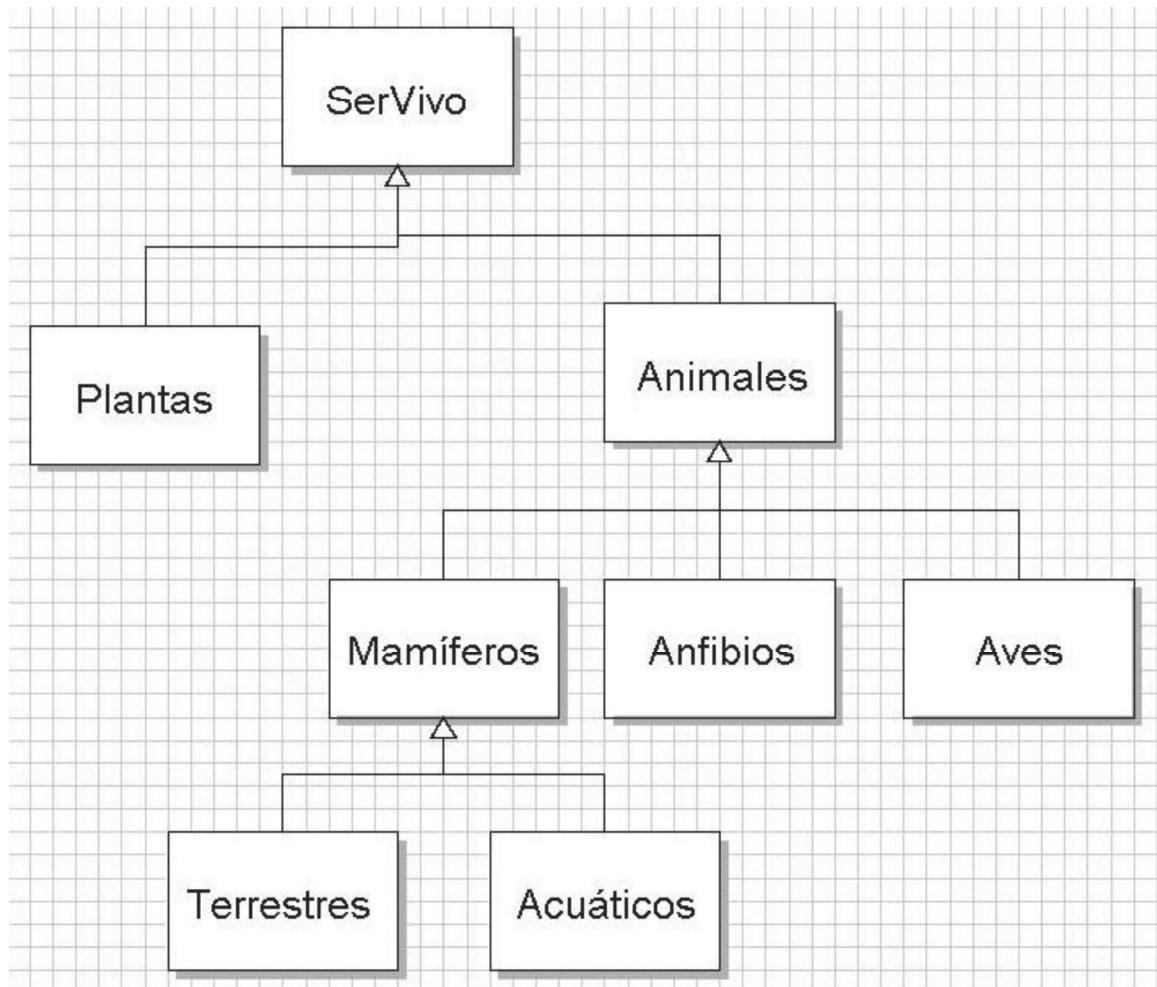 SerVivo
Plantas
Animales
Mamíferos
Anfibios
Aves
Terrestres
Acuáticos